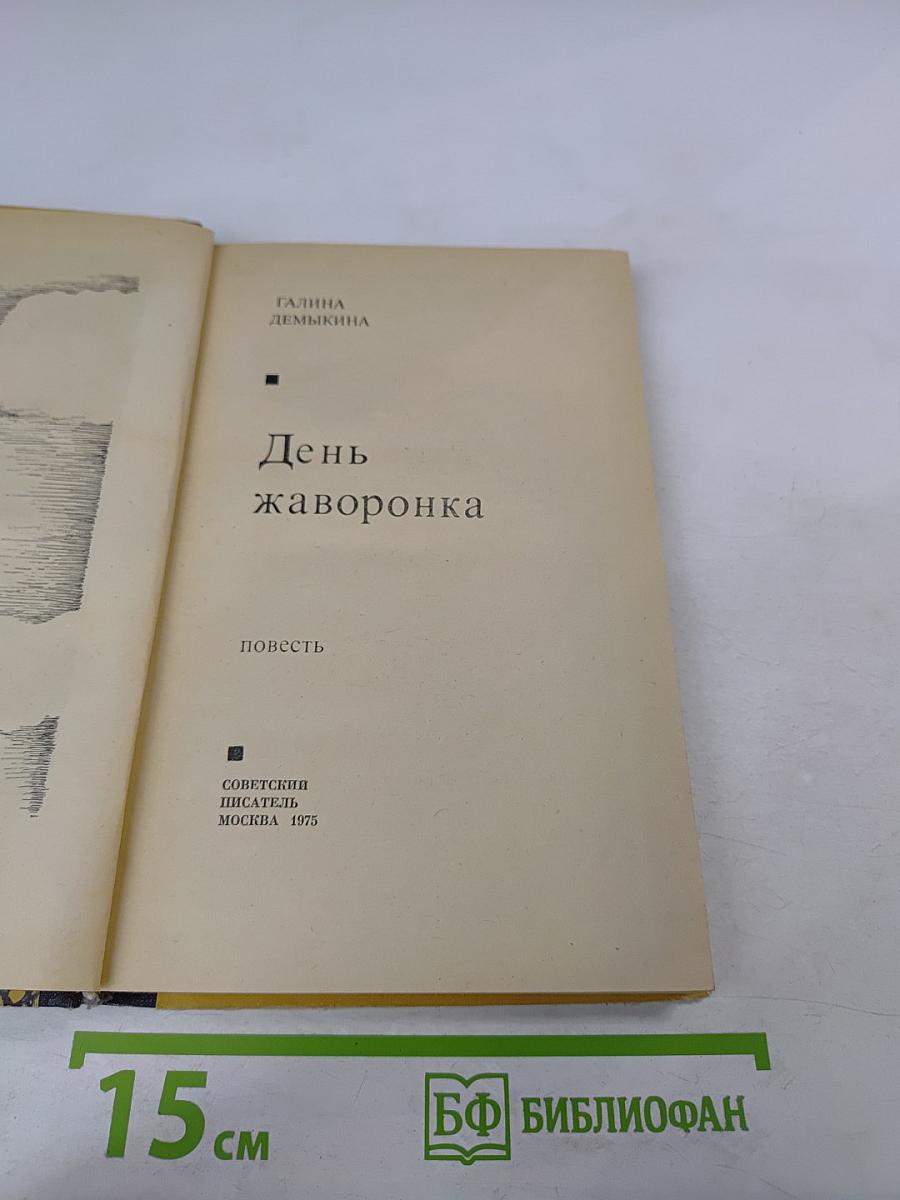 ГАЛИНА
ДЕМЫКИНА
День
жаворонка
повесть
СОВЕТСКИЙ
ПИСАТЕЛЬ
МОСКВА 1975
15 см
БФ БИБЛИОФАН